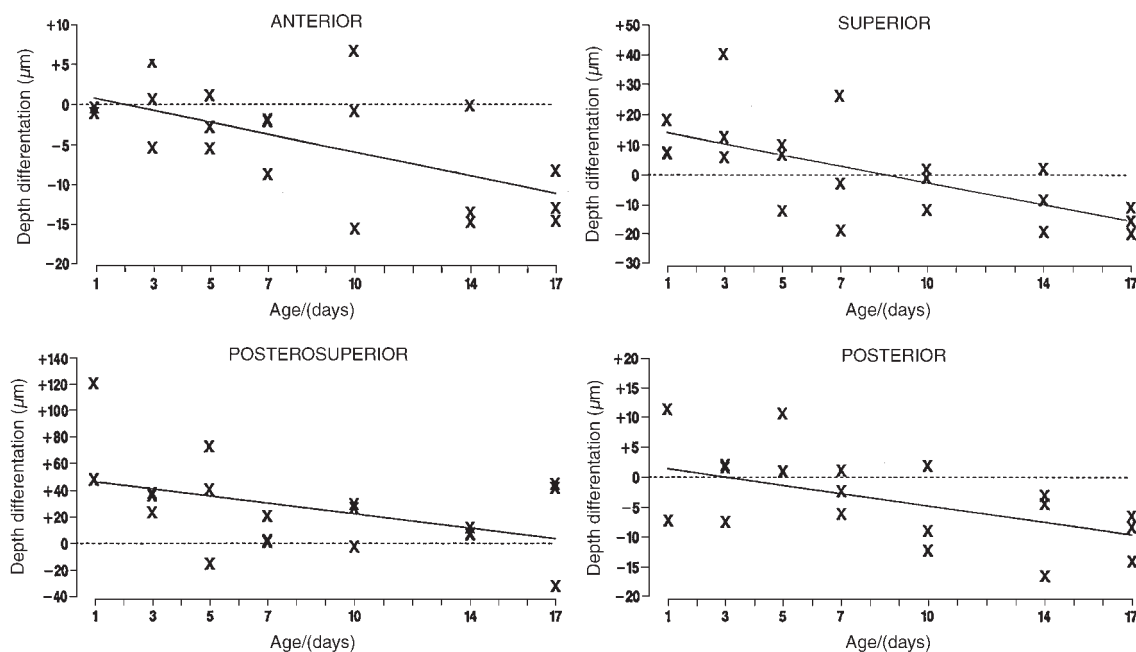 ANTERIOR
Depth differentation (µm)
+10
+5
0
−5
−10
−15
−20
1 3 5 7 10 14 17
Age/(days)
SUPERIOR
Depth differentation (µm)
+50
+40
+30
+20
+10
0
−10
−20
−30
1 3 5 7 10 14 17
Age/(days)
POSTEROSUPERIOR
Depth differentation (µm)
+140
+120
+100
+80
+60
+40
+20
0
−20
−40
1 3 5 7 10 14 17
Age/(days)
POSTERIOR
Depth differentation (µm)
+20
+15
+10
+5
0
−5
−10
−15
−20
1 3 5 7 10 14 17
Age/(days)